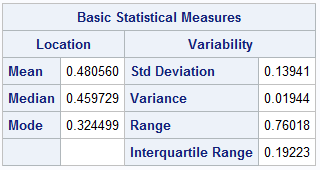 Basic Statistical Measures
Location Variability
Mean 0.480560 Std Deviation 0.13941
Median 0.459729 Variance 0.01944
Mode 0.324499 Range 0.76018
Interquartile Range 0.19223